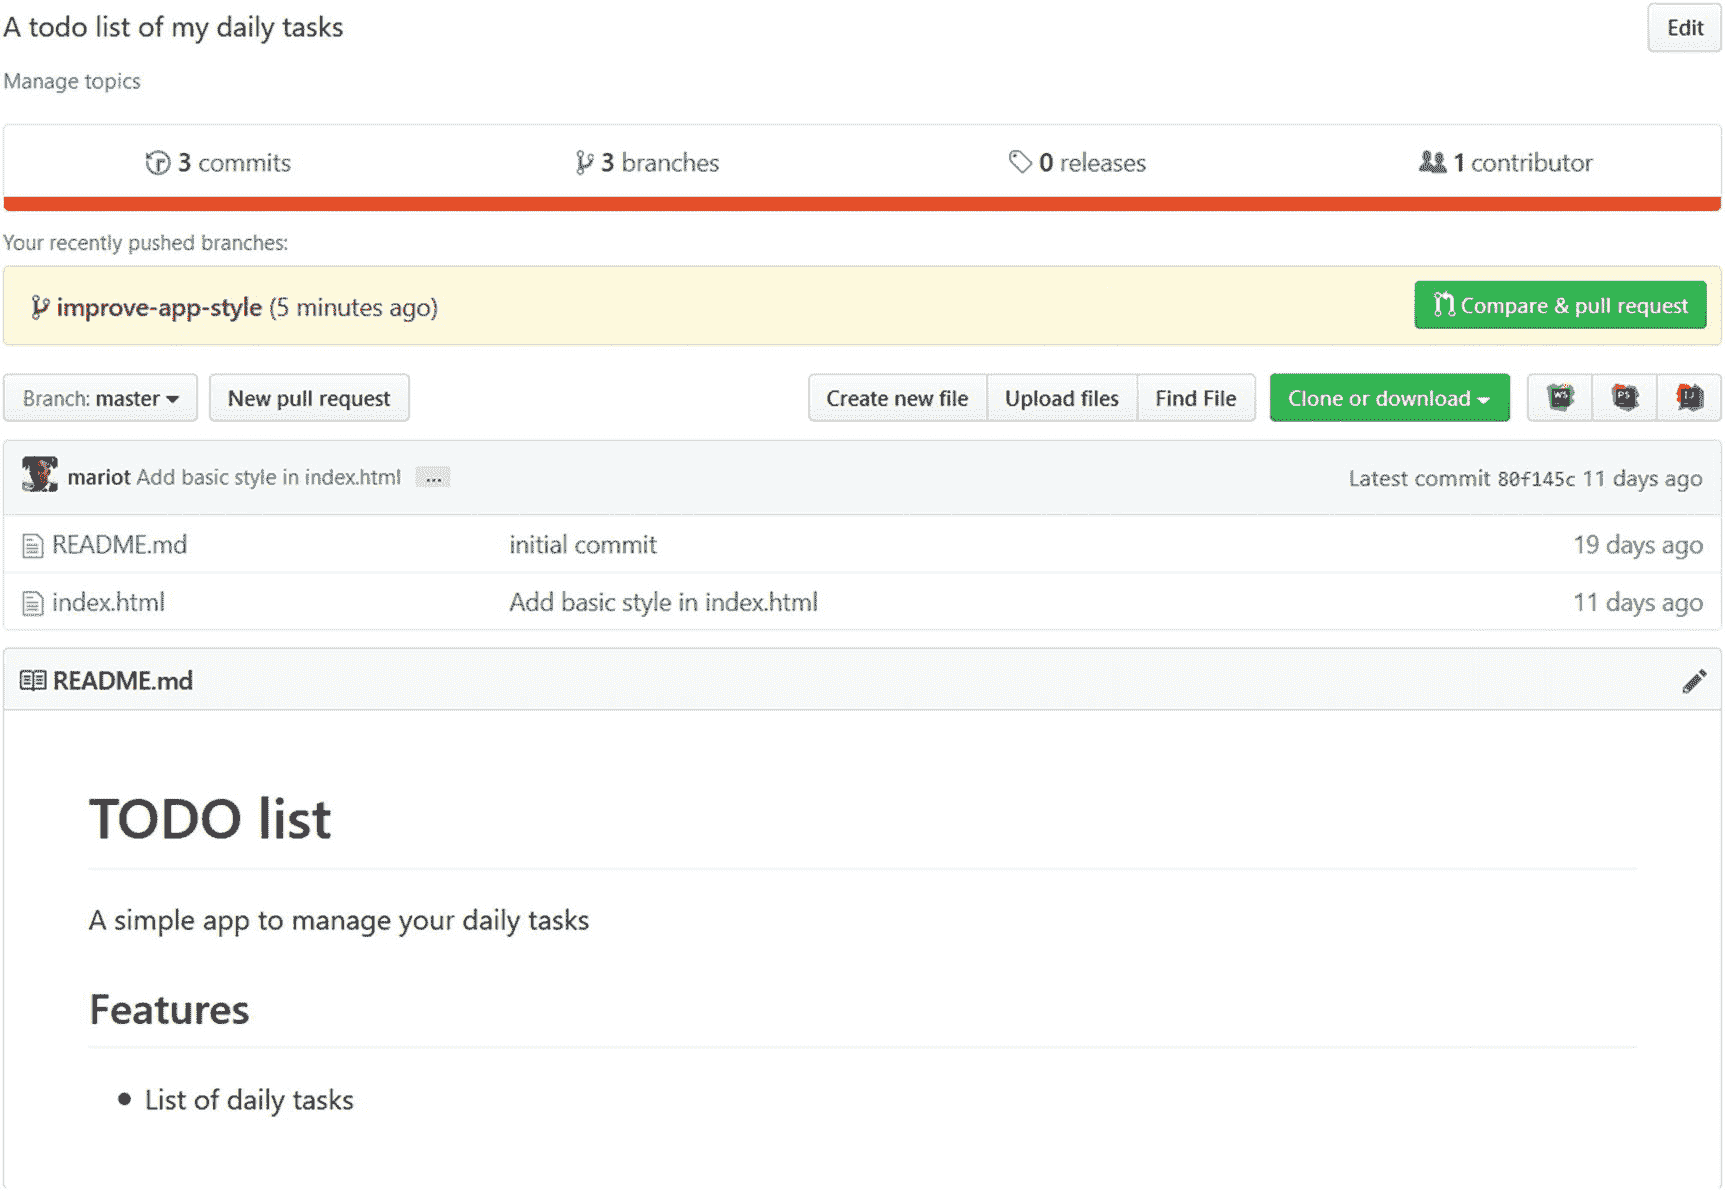 A todo list of my daily tasks Edit
Manage topics
3 commits 3 branches 0 releases 1 contributor
Your recently pushed branches:
improve-app-style (5 minutes ago) Compare & pull request
Branch: master New pull request Create new file Upload files Find File Clone or download WS PS IJ
mariot Add basic style in index.html ... Latest commit 80f145c 11 days ago
README.md initial commit 19 days ago
index.html Add basic style in index.html 11 days ago
README.md
TODO list
A simple app to manage your daily tasks
Features
• List of daily tasks